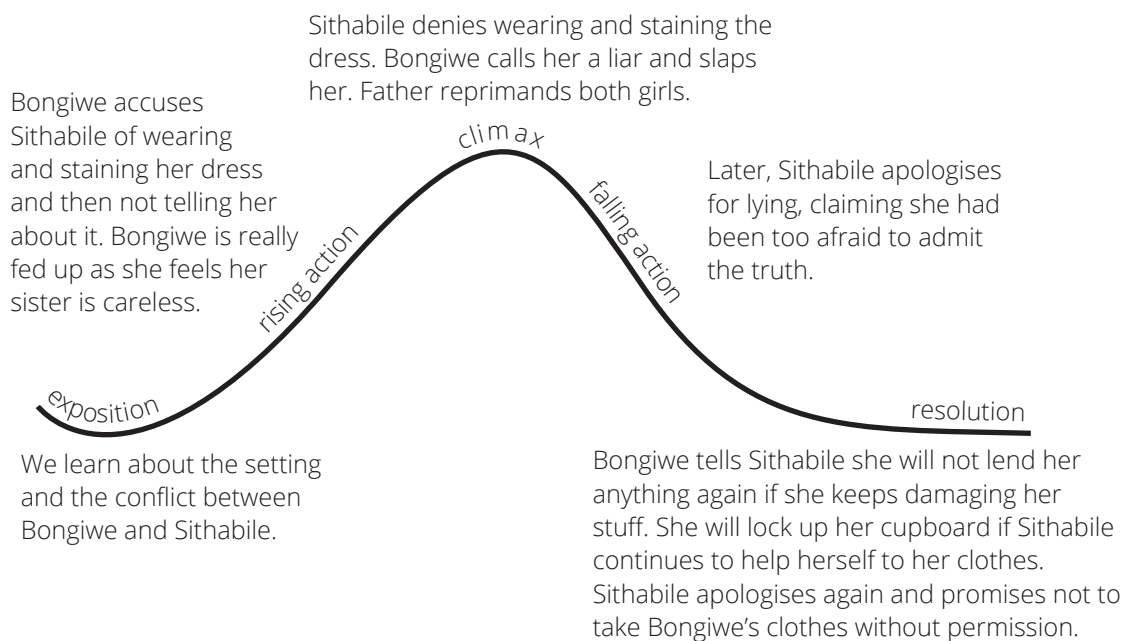 Sithabile denies wearing and staining the
dress. Bongiwe calls her a liar and slaps
her. Father reprimands both girls.
climax
Bongiwe accuses
Sithabile of wearing
and staining her dress
and then not telling her
about it. Bongiwe is really
fed up as she feels her
sister is careless.
rising action
falling action
Later, Sithabile apologises
for lying, claiming she had
been too afraid to admit
the truth.
exposition
We learn about the setting
and the conflict between
Bongiwe and Sithabile.
resolution
Bongiwe tells Sithabile she will not lend her
anything again if she keeps damaging her
stuff. She will lock up her cupboard if Sithabile
continues to help herself to her clothes.
Sithabile apologises again and promises not to
take Bongiwe’s clothes without permission.